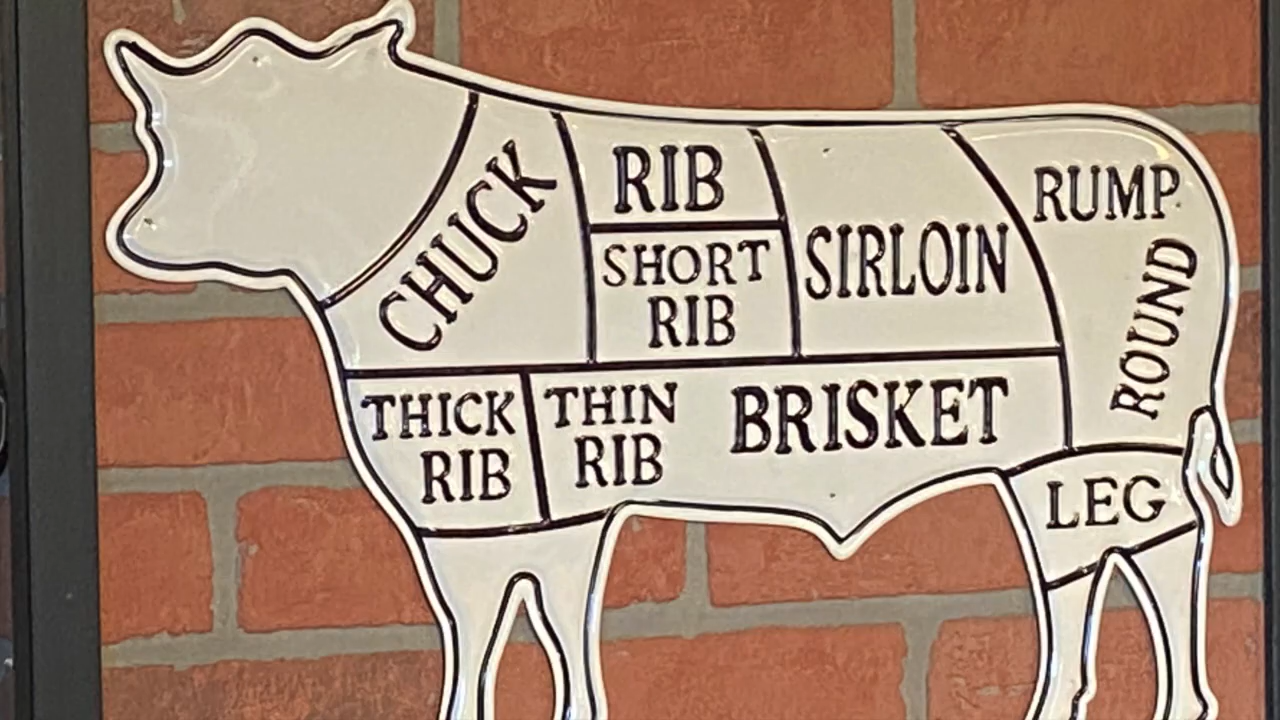 CHUCK
RIB
SHORT
RIB
SIRLOIN
RUMP
ROUND
THICK
RIB
THIN
RIB
BRISKET
LEG